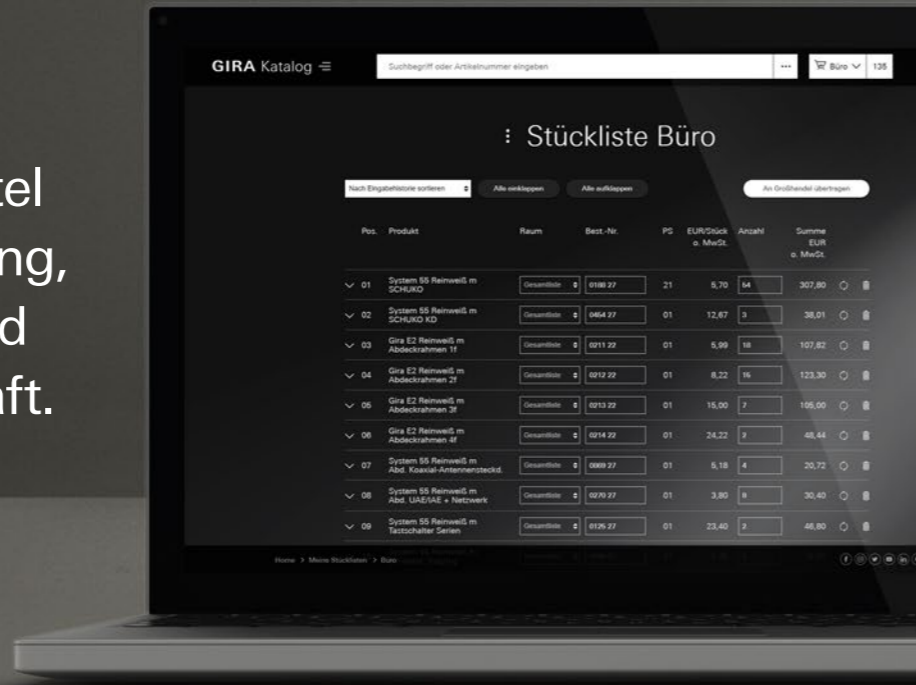 tel
ng,
d
ft.
GIRA Katalog
Suchbegriff oder Artikelnummer eingeben
Büro 135
Stückliste Büro
Nach Eingabehistorie sortieren Alle einklappen Alle aufklappen An Großhandel übertragen
Pos. Produkt Raum Best.-Nr. PS EUR/Stück o. MwSt. Anzahl Summe EUR o. MwSt.
01 System 55 Reinweiß m SCHUKO Gesamtliste 0188 27 21 5,70 54 307,80
02 System 55 Reinweiß m SCHUKO KD Gesamtliste 0454 27 01 12,67 3 38,01
03 Gira E2 Reinweiß m Abdeckrahmen 1f Gesamtliste 0211 22 01 5,99 18 107,82
04 Gira E2 Reinweiß m Abdeckrahmen 2f Gesamtliste 0212 22 01 8,22 15 123,30
05 Gira E2 Reinweiß m Abdeckrahmen 3f Gesamtliste 0213 22 01 15,00 7 105,00
06 Gira E2 Reinweiß m Abdeckrahmen 4f Gesamtliste 0214 22 01 24,22 2 48,44
07 System 55 Reinweiß m Abd. Koaxial-Antennensteckd. Gesamtliste 0869 27 01 5,18 4 20,72
08 System 55 Reinweiß m Abd. UAE/IAE + Netzwerk Gesamtliste 0270 27 01 3,80 8 30,40
09 System 55 Reinweiß m Tastschalter Serien Gesamtliste 0125 27 01 23,40 2 46,80
Home > Meine Stücklisten > Büro